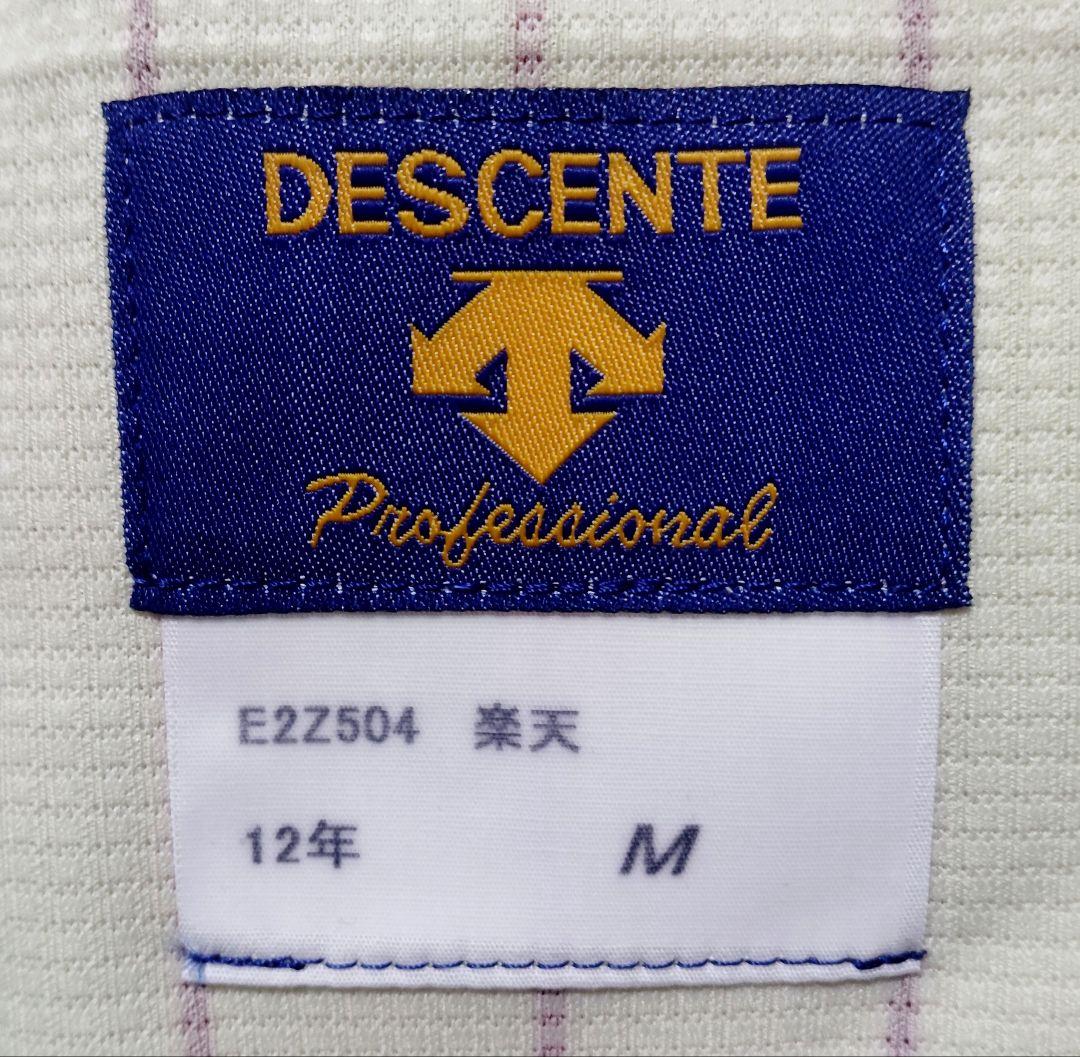 DESCENTE
Professional
E2Z504 楽天
12年 M